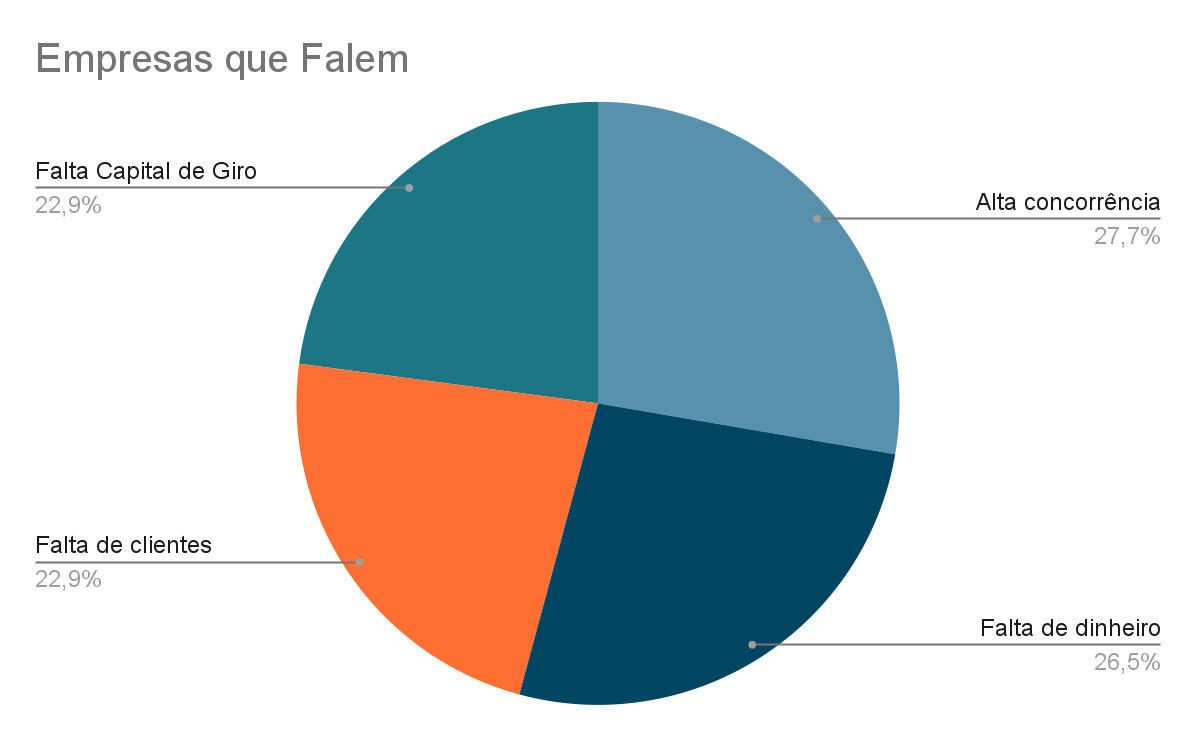 Empresas que Falem
Falta Capital de Giro
22,9%
Alta concorrência
27,7%
Falta de clientes
22,9%
Falta de dinheiro
26,5%